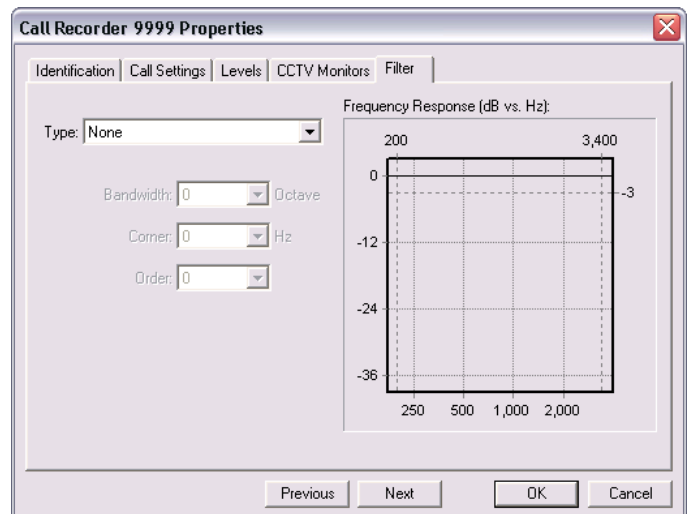 Call Recorder 9999 Properties
Identification Call Settings Levels CCTV Monitors Filter
Type: None
Bandwidth: 0 Octave
Corner: 0 Hz
Order: 0
Frequency Response (dB vs. Hz):
200 3,400
0
-3
-12
-24
-36
250 500 1,000 2,000
Previous Next OK Cancel